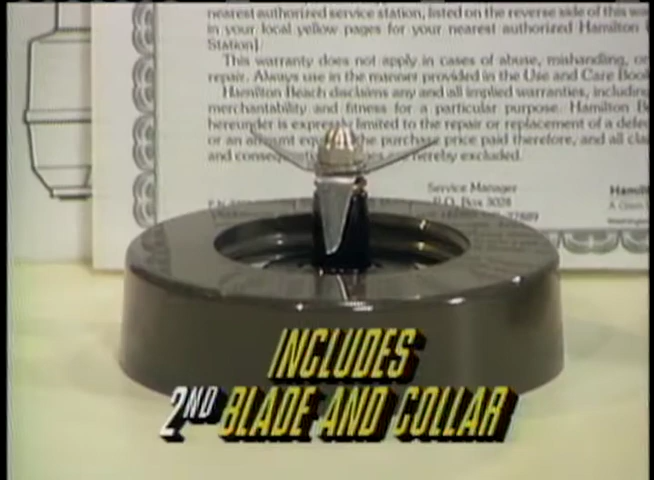 nearest authorized service station, listed on the reverse side of this wa
in your local yellow pages for your nearest authorized Hamilton
Station].
This warranty does not apply in cases of abuse, mishandling, or
repair. Always use in the manner provided in the Use and Care Book
Hamilton Beach disclaims any and all implied warranties, including
merchantability and fitness for a particular purpose. Hamilton B
hereunder is expressly limited to the repair or replacement of a defe
or an amount the purchase price paid therefore, and all cla
and hereby excluded.
Service Manager
P.O. Box 3028
Hamil
A
Washington
INCLUDES
2ND BLADE AND COLLAR